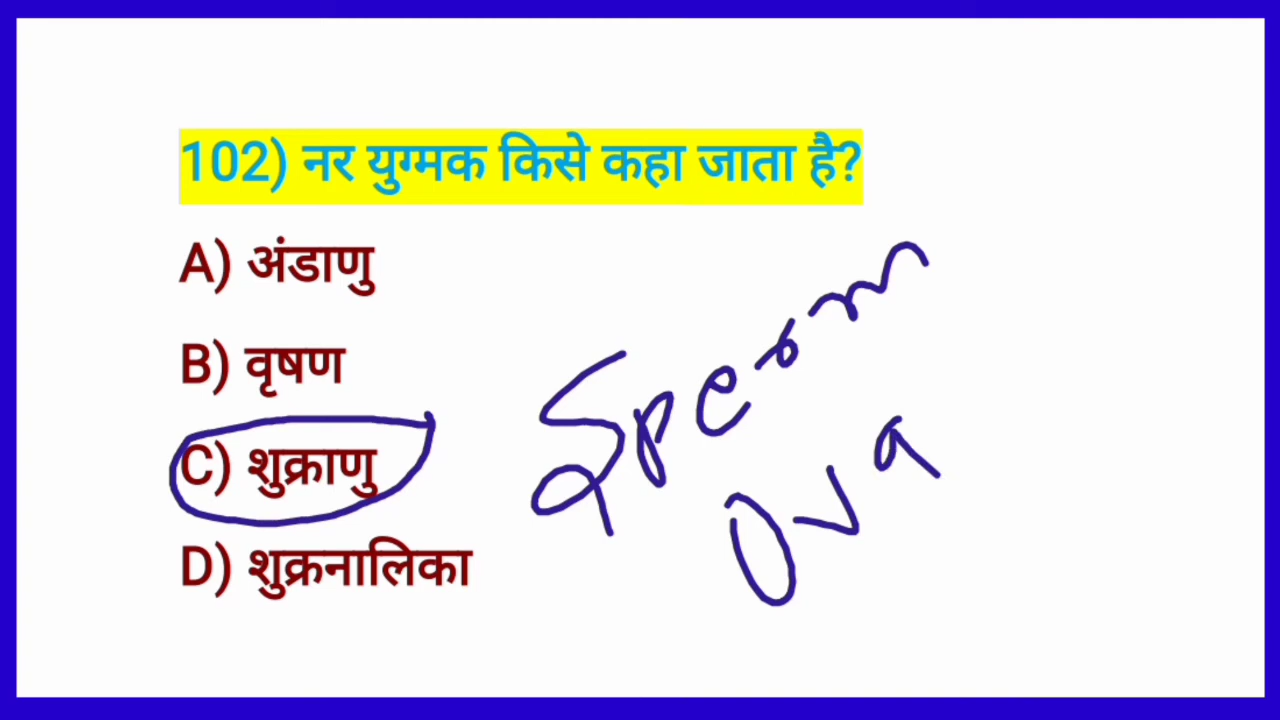 102) नर युग्मक किसे कहा जाता है?
A) अंडाणु
B) वृषण
C) शुक्राणु
D) शुक्रनालिका
Sperm
Ova